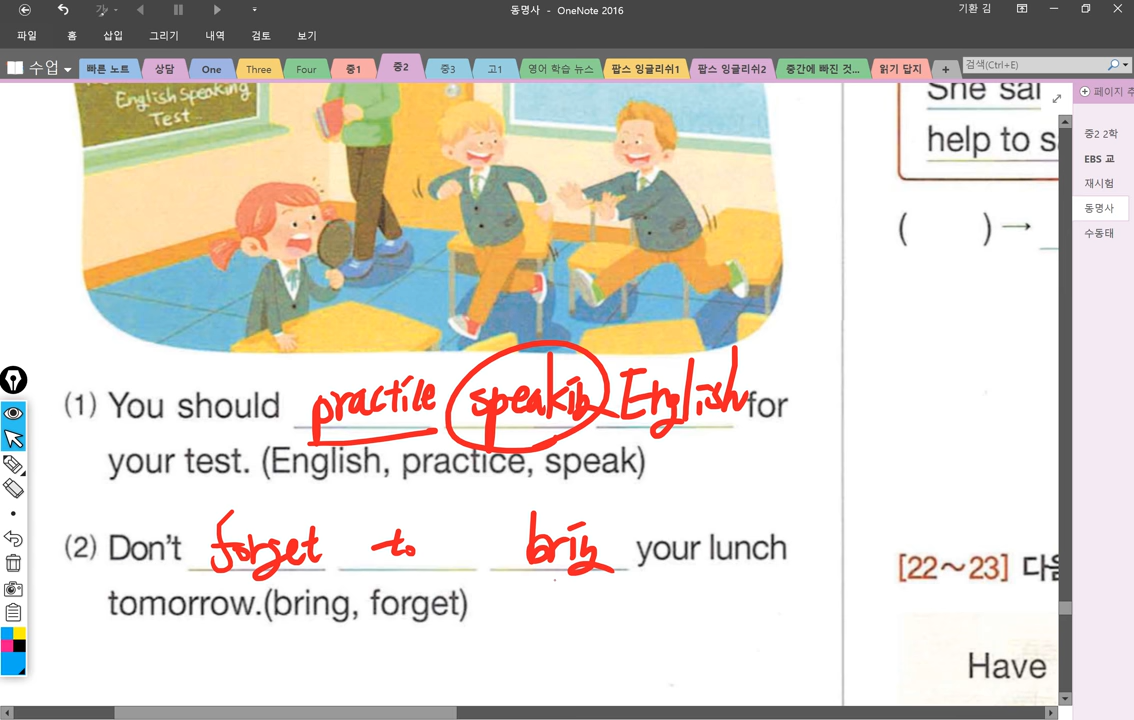 가
동명사 - OneNote 2016
기환 김
파일 홈 삽입 그리기 내역 검토 보기
수업 빠른 노트 상담 One Three Four 중1 중2 중3 고1 영어 학습 뉴스 팝스 잉글리쉬1 팝스 잉글리쉬2 중간에 빠진 것... 읽기 답지 +
검색(Ctrl+E)
페이지 추
중2 2학
EBS 교
재시험
동명사
수동태
English Speaking
Test
(1) You should practice speaking English for
your test. (English, practice, speak)
(2) Don't forget to bring your lunch
tomorrow.(bring, forget)
She sai
help to s
( ) →
[22～23] 다음
Have